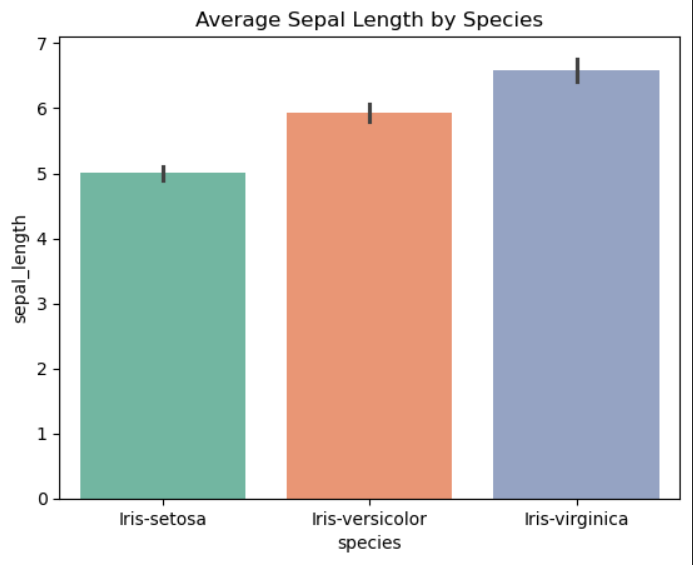 Average Sepal Length by Species
7
6
5
4
3
2
1
0
sepal_length
Iris-setosa Iris-versicolor Iris-virginica
species